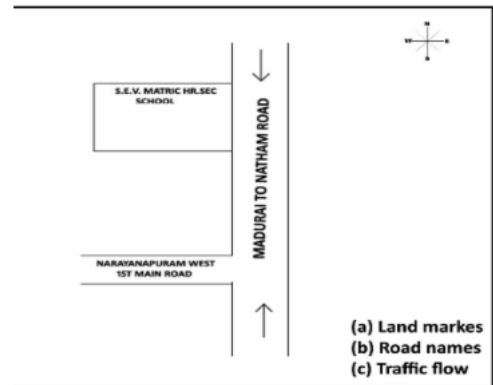 N
W E
S
S.E.V. MATRIC HR.SEC
SCHOOL
MADURAI TO NATHAM ROAD
NARAYANAPURAM WEST
1ST MAIN ROAD
(a) Land markes
(b) Road names
(c) Traffic flow